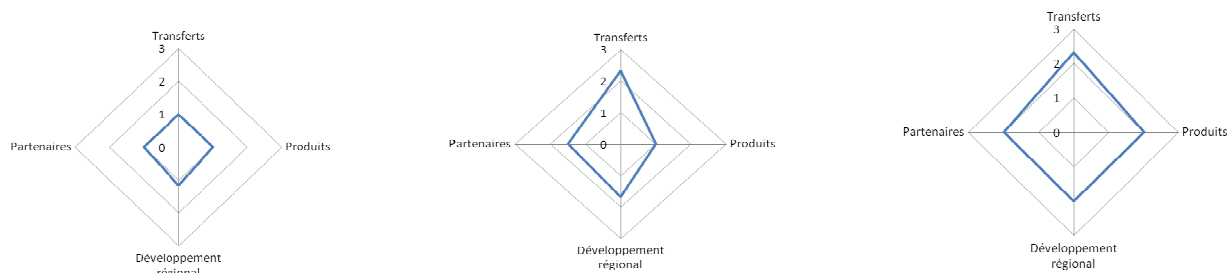 Transferts
3
2
1
0
Partenaires
Produits
Développement
régional
Transferts
3
2
1
0
Partenaires
Produits
Développement
régional
Transferts
3
2
1
0
Partenaires
Produits
Développement
régional